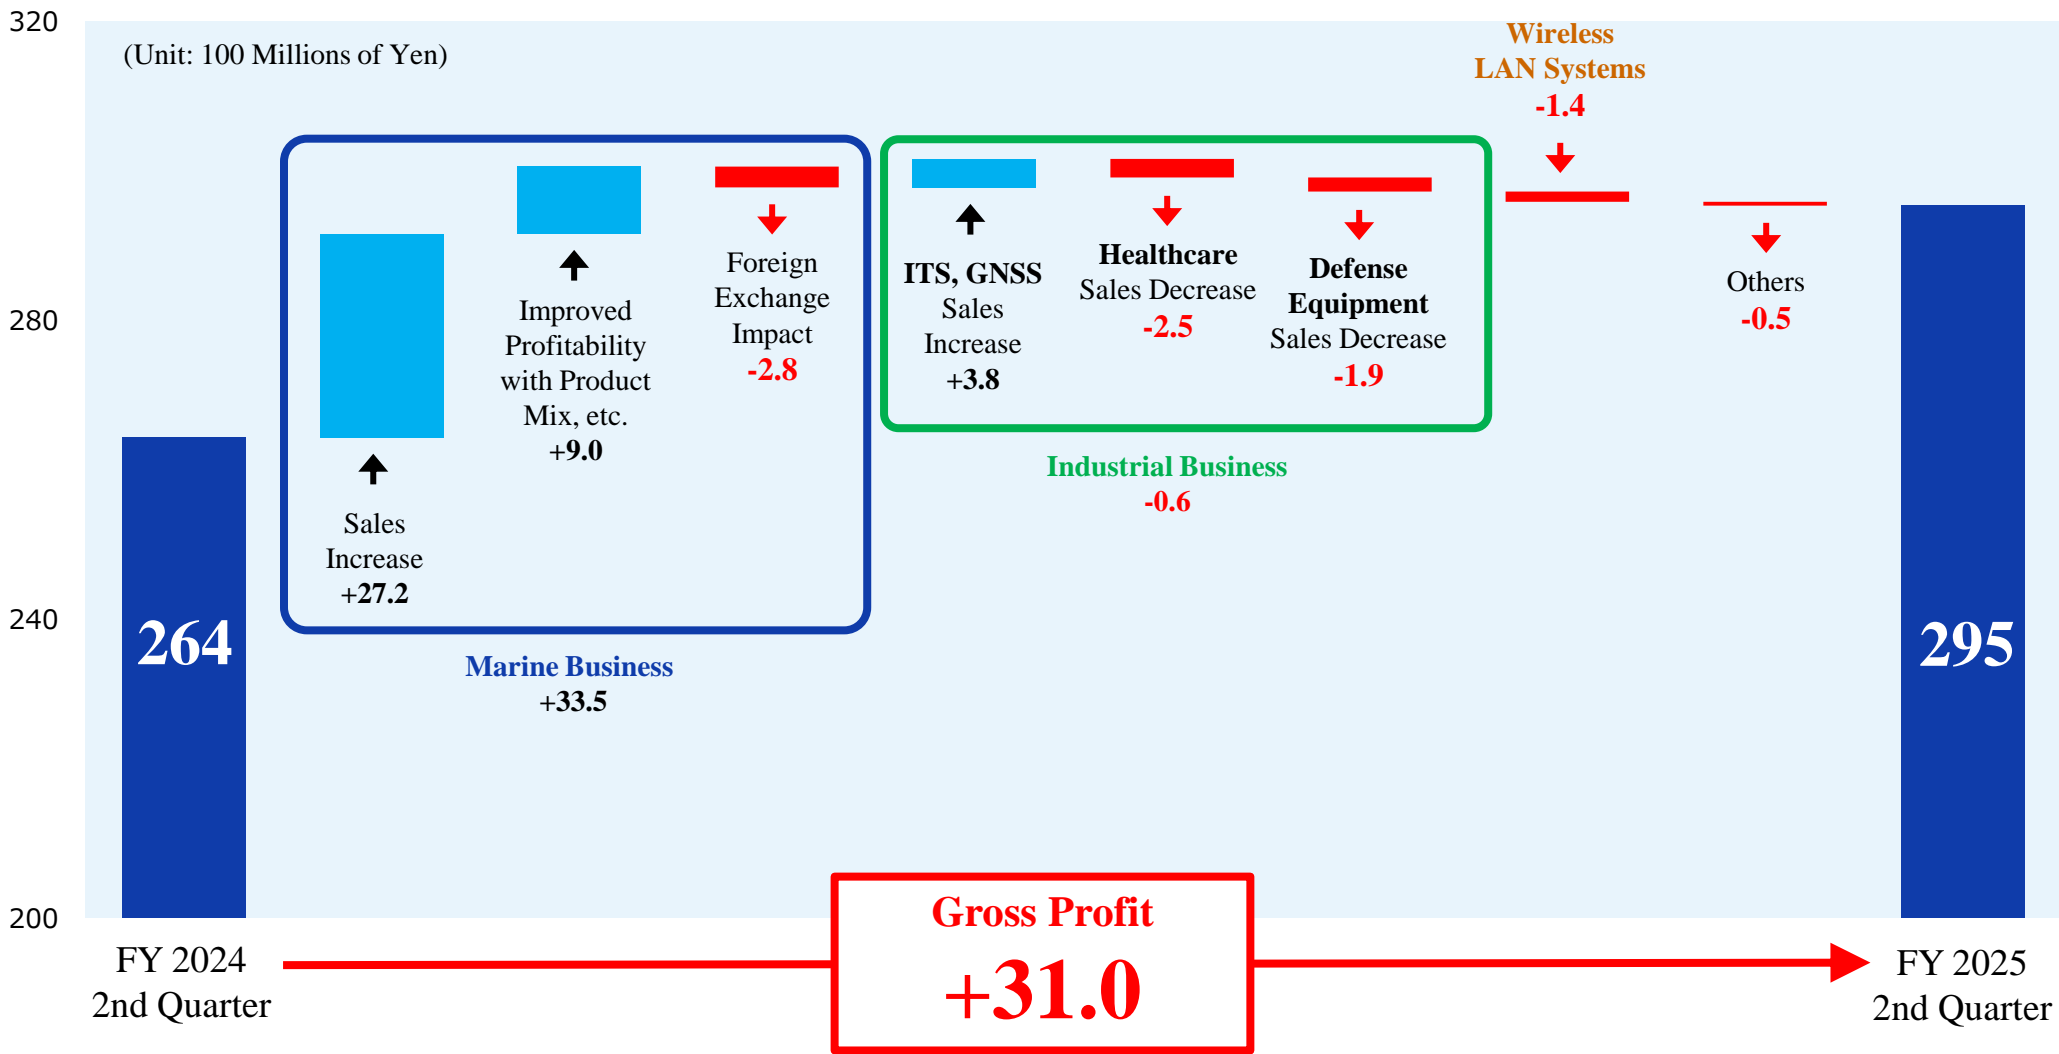 320
280
240
200
(Unit: 100 Millions of Yen)
264
Sales
Increase
+27.2
Improved
Profitability
with Product
Mix, etc.
+9.0
Foreign
Exchange
Impact
-2.8
Marine Business
+33.5
ITS, GNSS
Sales
Increase
+3.8
Healthcare
Sales Decrease
-2.5
Defense
Equipment
Sales Decrease
-1.9
Industrial Business
-0.6
Wireless
LAN Systems
-1.4
Others
-0.5
295
FY 2024
2nd Quarter
Gross Profit
+31.0
FY 2025
2nd Quarter